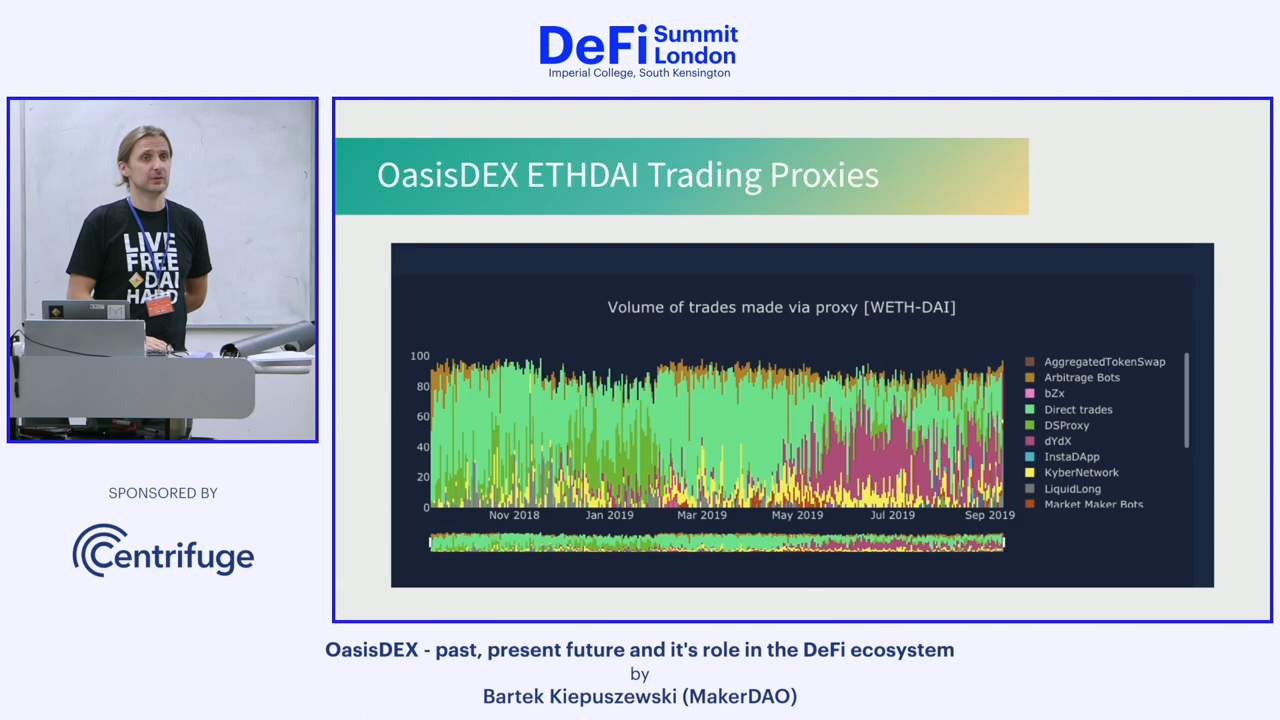 DeFi Summit London
Imperial College, South Kensington
LIVE
FREE
DAI
HARD
SPONSORED BY
Centrifuge
OasisDEX ETHDAI Trading Proxies
Volume of trades made via proxy [WETH-DAI]
100
80
60
40
20
0
Nov 2018 Jan 2019 Mar 2019 May 2019 Jul 2019 Sep 2019
AggregatedTokenSwap
Arbitrage Bots
bZx
Direct trades
DSProxy
dYdX
InstaDApp
KyberNetwork
LiquidLong
Market Maker Bots
OasisDEX - past, present future and it's role in the DeFi ecosystem
by
Bartek Kiepuszewski (MakerDAO)